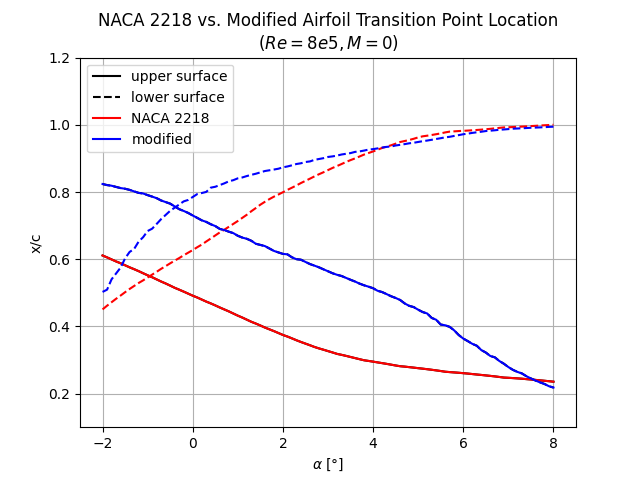 NACA 2218 vs. Modified Airfoil Transition Point Location
(Re = 8e5, M = 0)
upper surface
lower surface
NACA 2218
modified
1.2
1.0
0.8
0.6
0.4
0.2
x/c
−2
0
2
4
6
8
α [°]